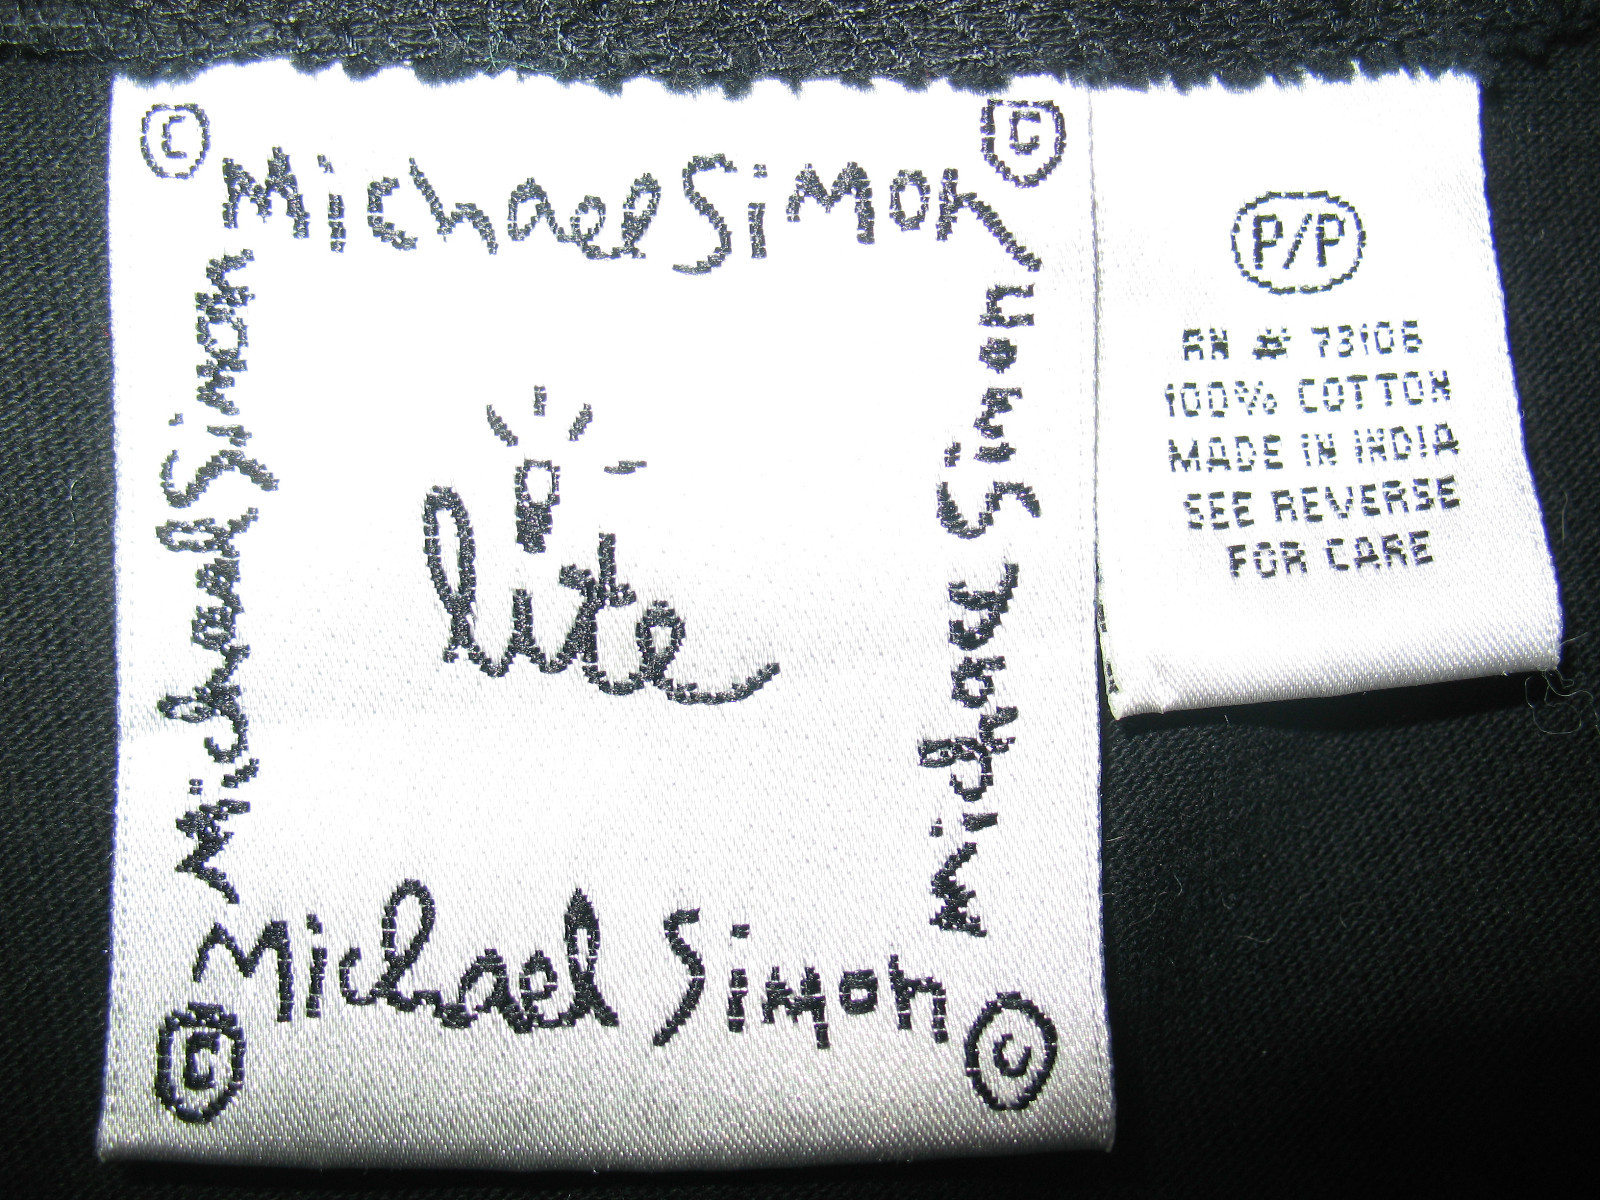 © Michael Simon ©
Michael Simon
Michael Simon
lite
© Michael Simon ©
P/P
RN # 73106
100% COTTON
MADE IN INDIA
SEE REVERSE
FOR CARE